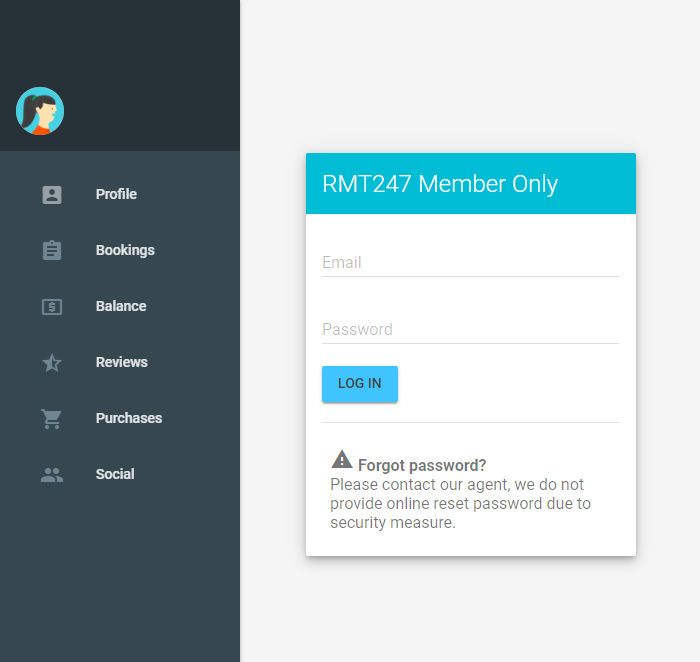 Profile
Bookings
Balance
Reviews
Purchases
Social
RMT247 Member Only
Email
Password
LOG IN
Forgot password?
Please contact our agent, we do not
provide online reset password due to
security measure.